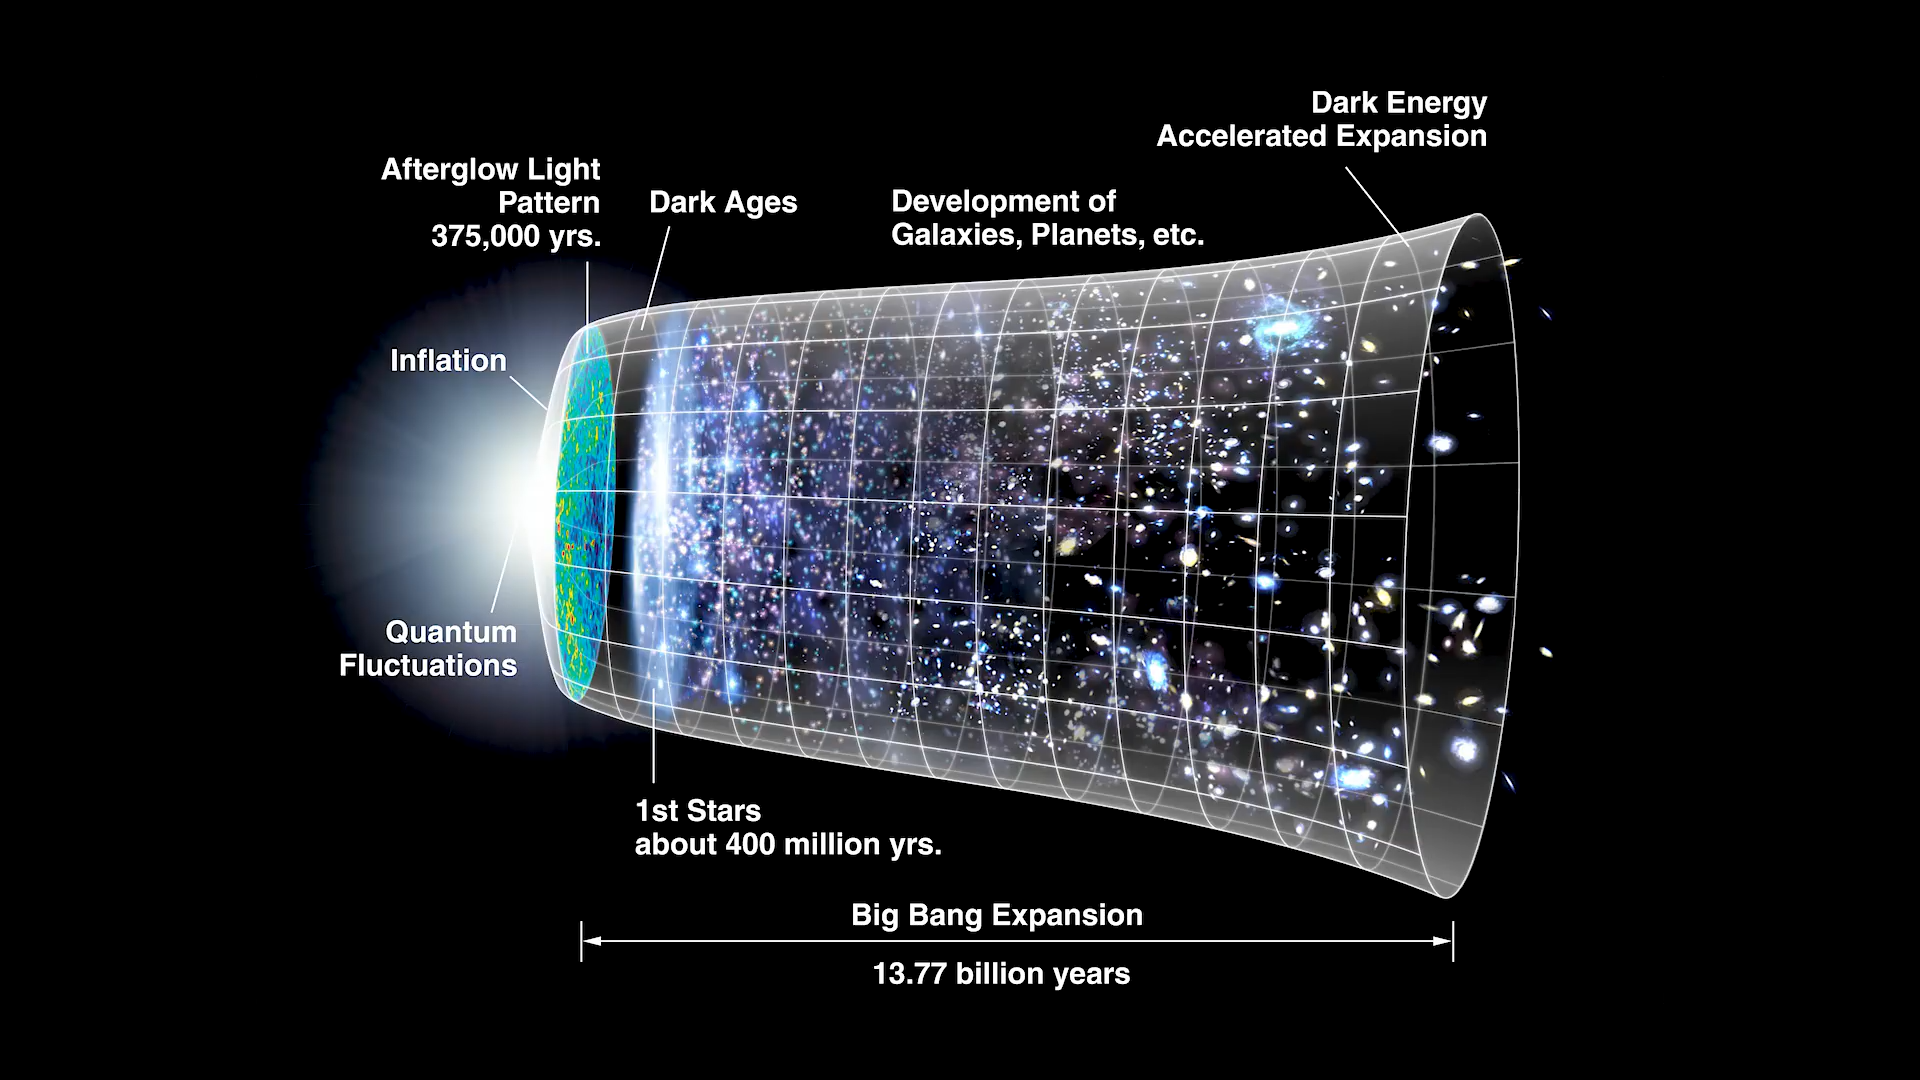 Dark Energy
Accelerated Expansion
Afterglow Light
Pattern
375,000 yrs.
Dark Ages
Development of
Galaxies, Planets, etc.
Inflation
Quantum
Fluctuations
1st Stars
about 400 million yrs.
Big Bang Expansion
13.77 billion years